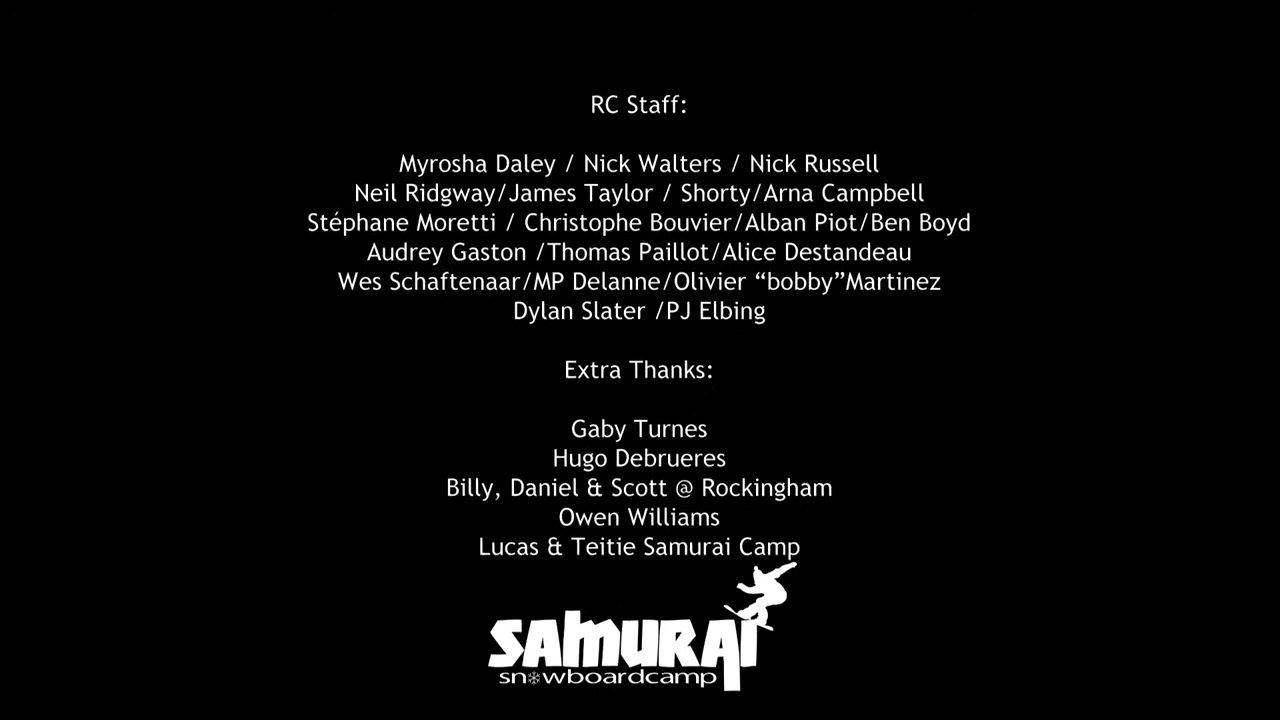 RC Staff:
Myrosha Daley / Nick Walters / Nick Russell
Neil Ridgway/James Taylor / Shorty/Arna Campbell
Stéphane Moretti / Christophe Bouvier/Alban Piot/Ben Boyd
Audrey Gaston /Thomas Paillot/Alice Destandeau
Wes Schaftenaar/MP Delanne/Olivier “bobby”Martinez
Dylan Slater /PJ Elbing
Extra Thanks:
Gaby Turnes
Hugo Debrueres
Billy, Daniel & Scott @ Rockingham
Owen Williams
Lucas & Teitie Samurai Camp
SAMURAI
snowboardcamp